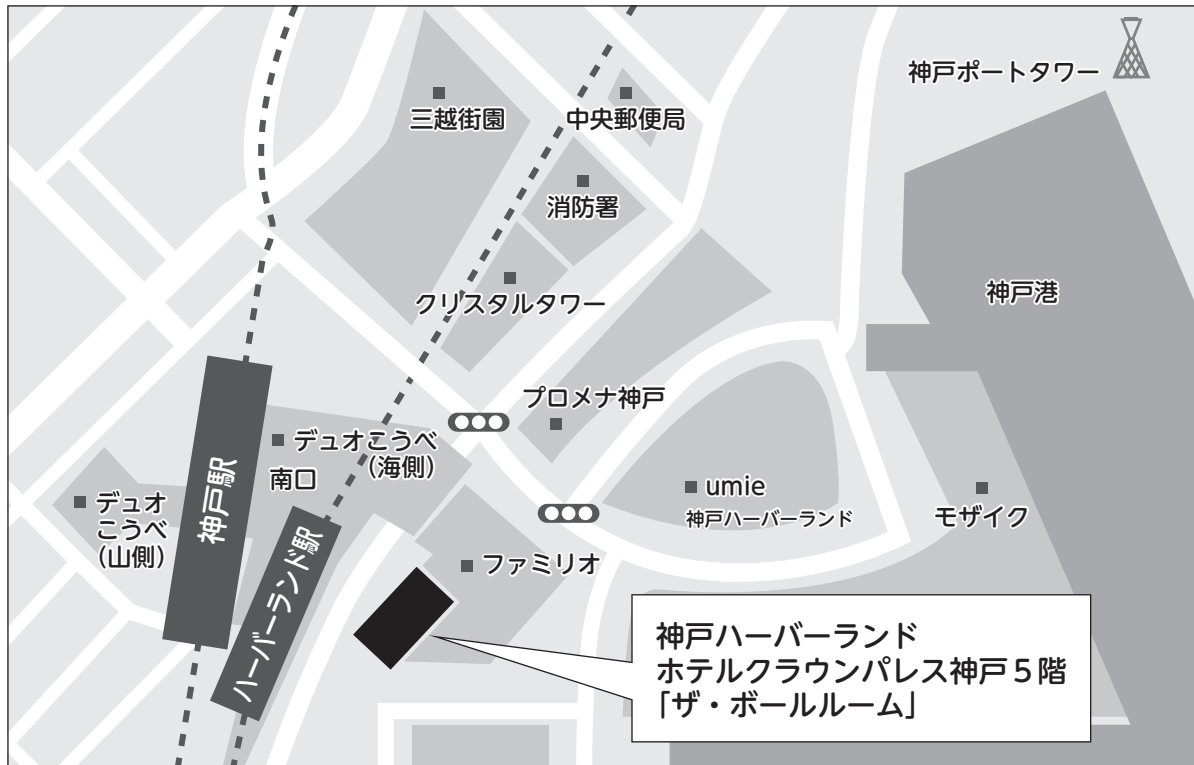 神戸ポートタワー
三越街園
中央郵便局
消防署
クリスタルタワー
神戸港
プロメナ神戸
デュオこうべ
(海側)
南口
神戸駅
デュオ
こうべ
(山側)
ハーバーランド駅
umie
神戸ハーバーランド
モザイク
ファミリオ
神戸ハーバーランド
ホテルクラウンパレス神戸5階
「ザ・ボールルーム」